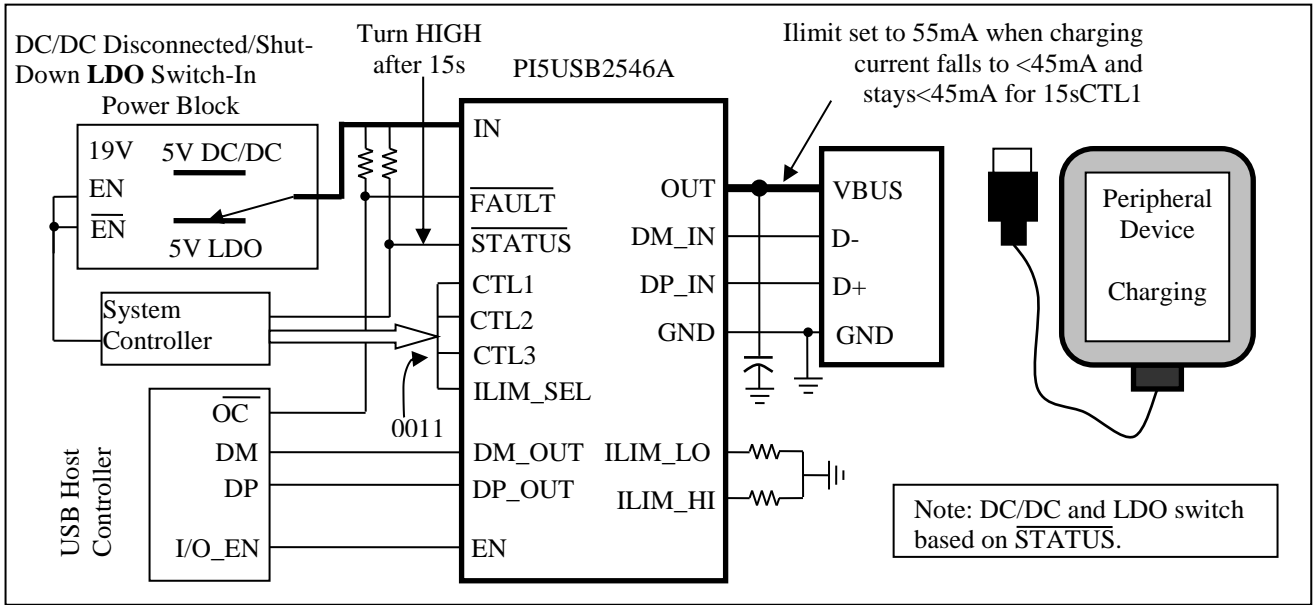 DC/DC Disconnected/Shut-
Down LDO Switch-In
Power Block
Turn HIGH
after 15s
PI5USB2546A
Ilimit set to 55mA when charging
current falls to <45mA and
stays<45mA for 15sCTL1
19V
5V DC/DC
EN
EN
5V LDO
System
Controller
USB Host
Controller
OC
DM
DP
I/O_EN
0011
IN
FAULT
STATUS
CTL1
CTL2
CTL3
ILIM_SEL
DM_OUT
DP_OUT
EN
OUT
DM_IN
DP_IN
GND
ILIM_LO
ILIM_HI
VBUS
D-
D+
GND
Peripheral
Device
Charging
Note: DC/DC and LDO switch
based on STATUS.